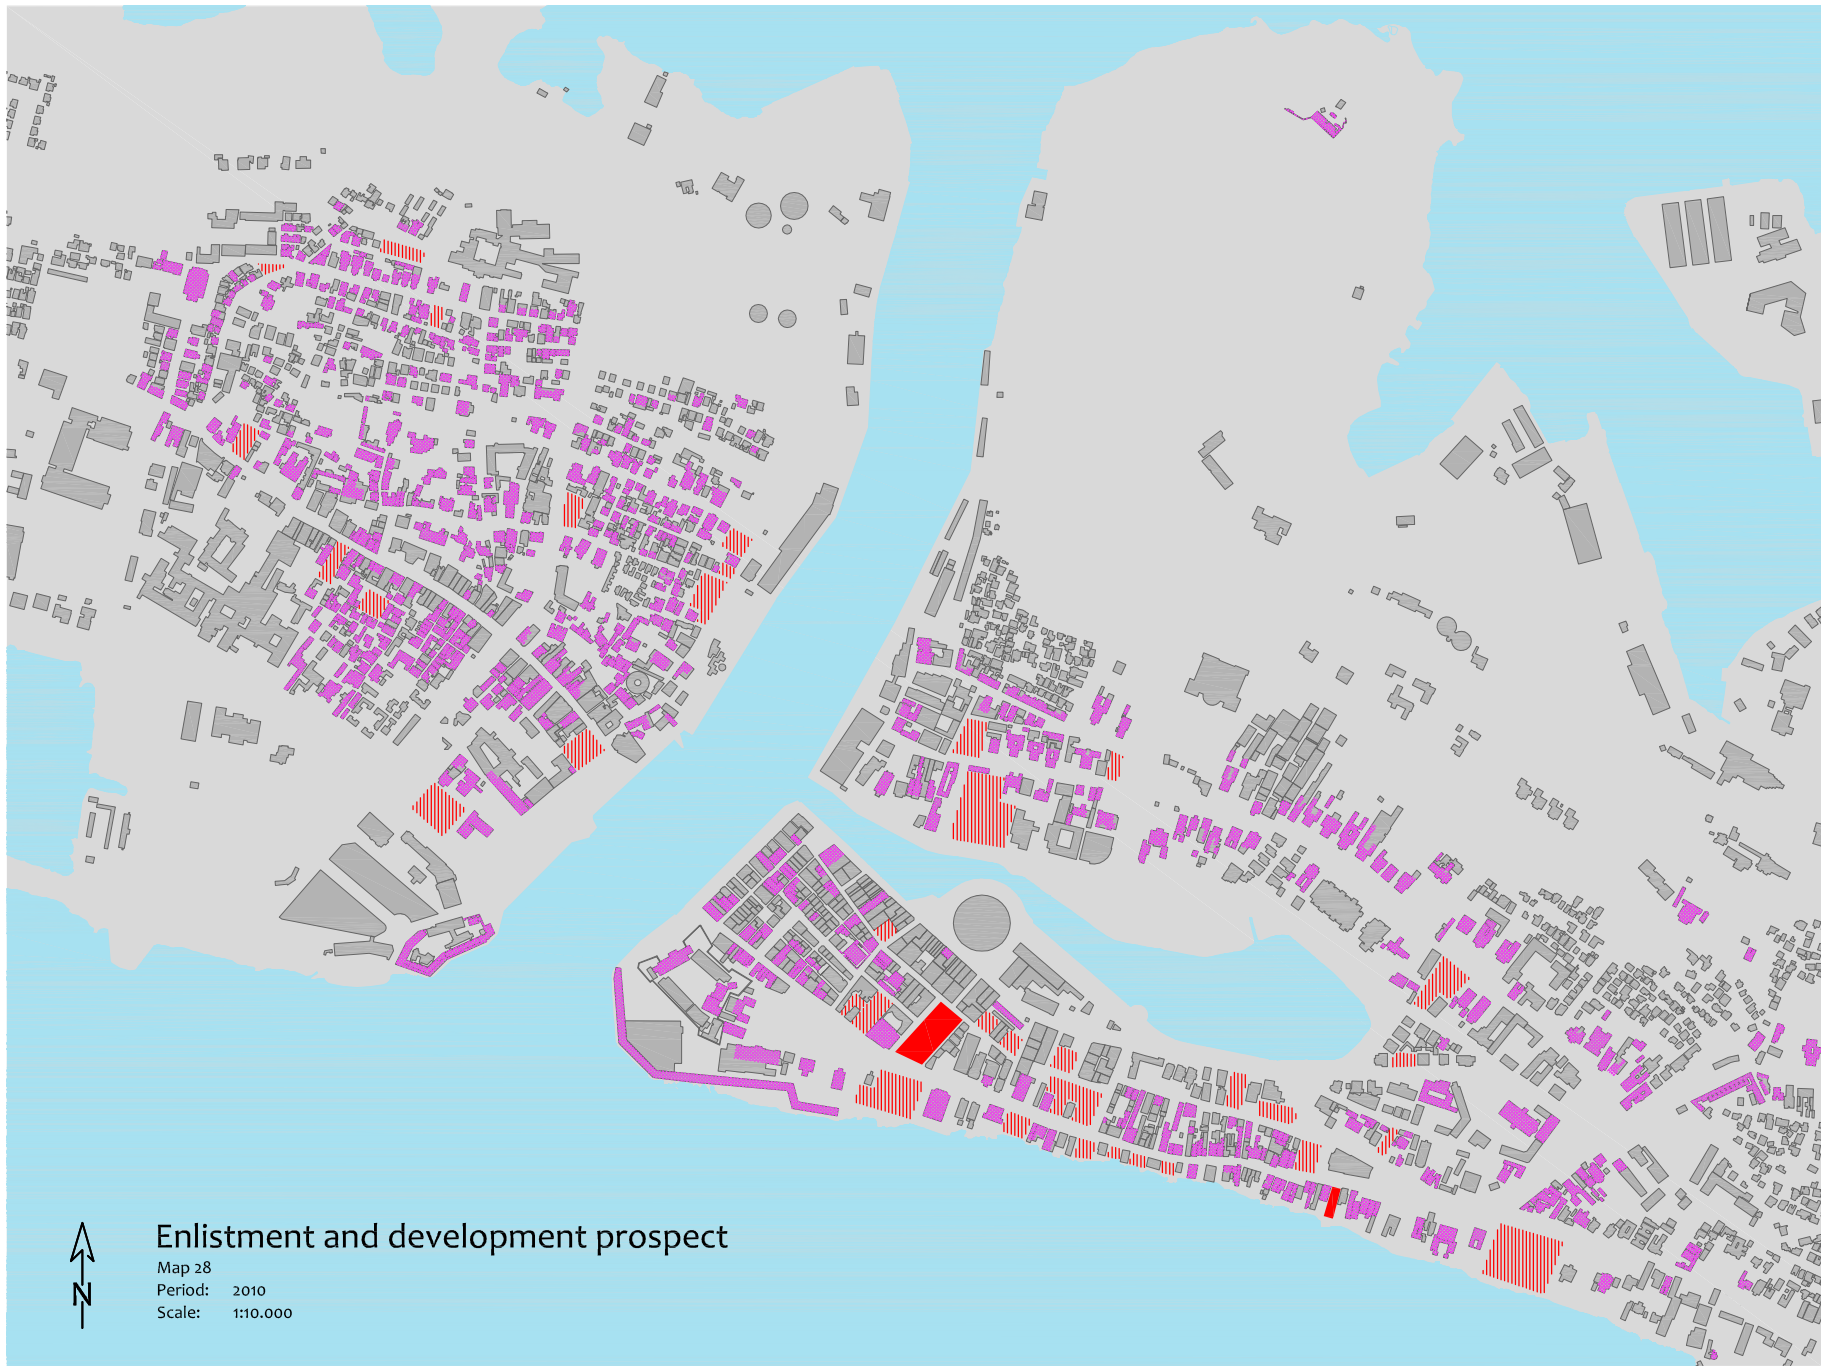 Enlistment and development prospect
Map 28
Period: 2010
Scale: 1:10.000
N